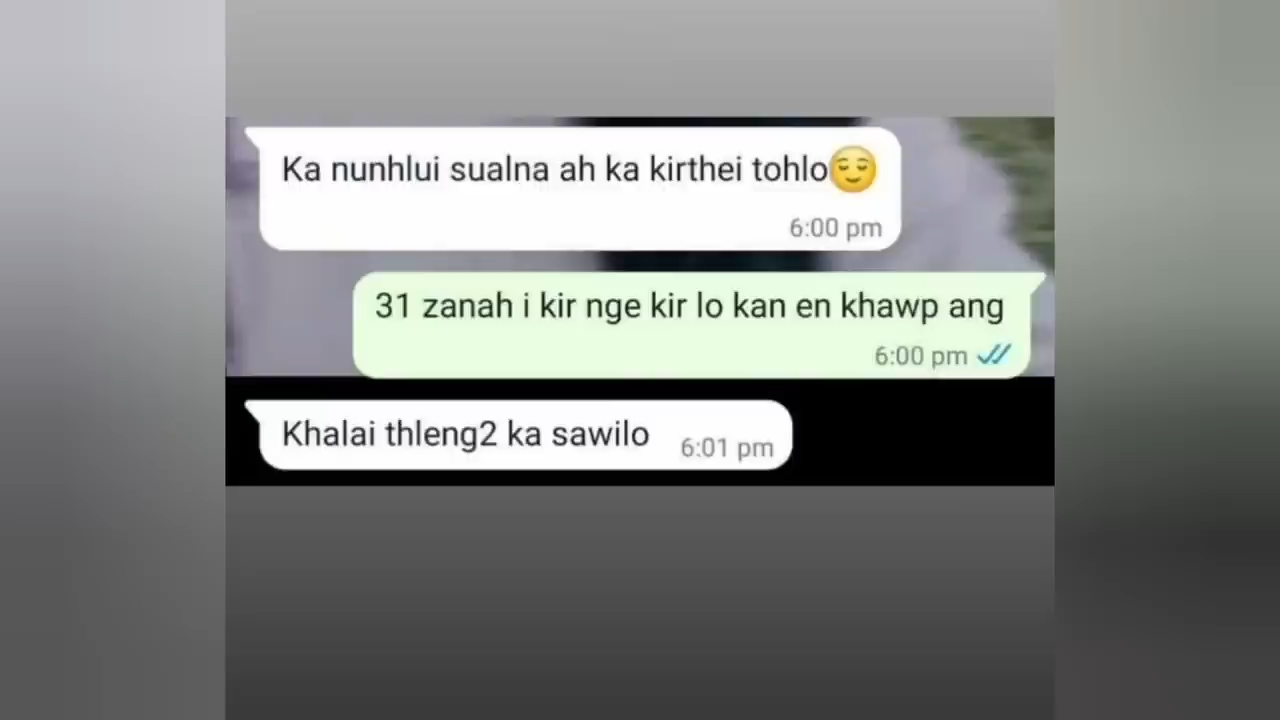 Ka nunhlui sualna ah ka kirthei tohlo😌
6:00 pm
31 zanah i kir nge kir lo kan en khawp ang
6:00 pm
Khalai thleng2 ka sawilo
6:01 pm